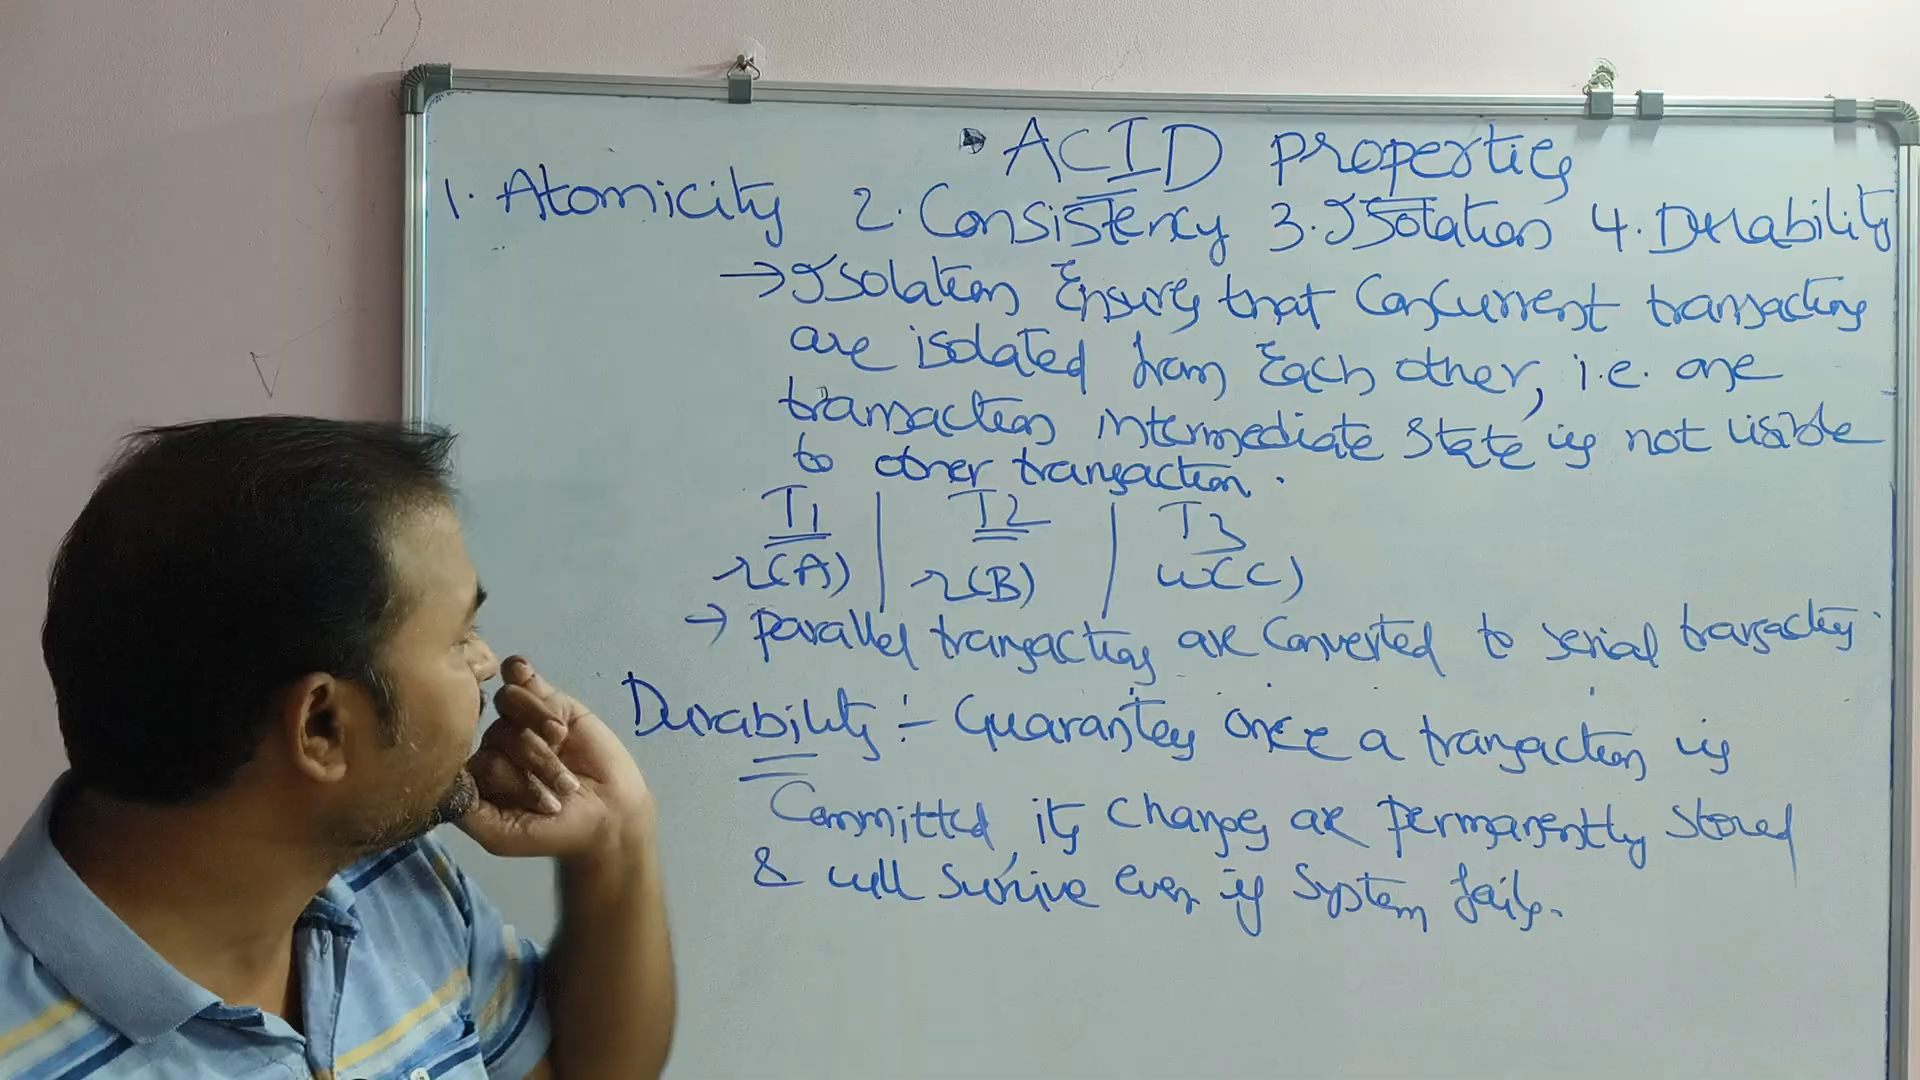 ACID Properties
1. Atomicity 2. Consistency 3. Isolation 4. Durability
→ Isolation Ensures that Concurrent transactions
are isolated from Each other, i.e. one
transaction intermediate state is not visible
to other transaction.
T1 | T2 | T3
r(A) | r(B) | w(C)
→ parallel transactions are converted to serial transactions.
Durability :- Guarantees once a transaction is
Committed, its changes are permanently stored
& will survive even if system fails.